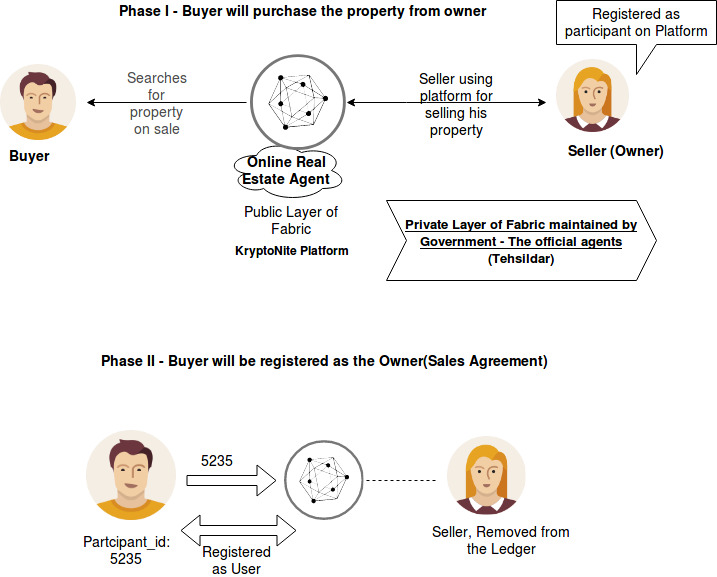 Phase I - Buyer will purchase the property from owner
Registered as
participant on Platform
Searches
for
property
on sale
Seller using
platform for
selling his
property
Buyer
Seller (Owner)
Online Real
Estate Agent
Public Layer of
Fabric
KryptoNite Platform
Private Layer of Fabric maintained by
Government - The official agents
(Tehsildar)
Phase II - Buyer will be registered as the Owner(Sales Agreement)
5235
Partcipant_id:
5235
Registered
as User
Seller, Removed from
the Ledger